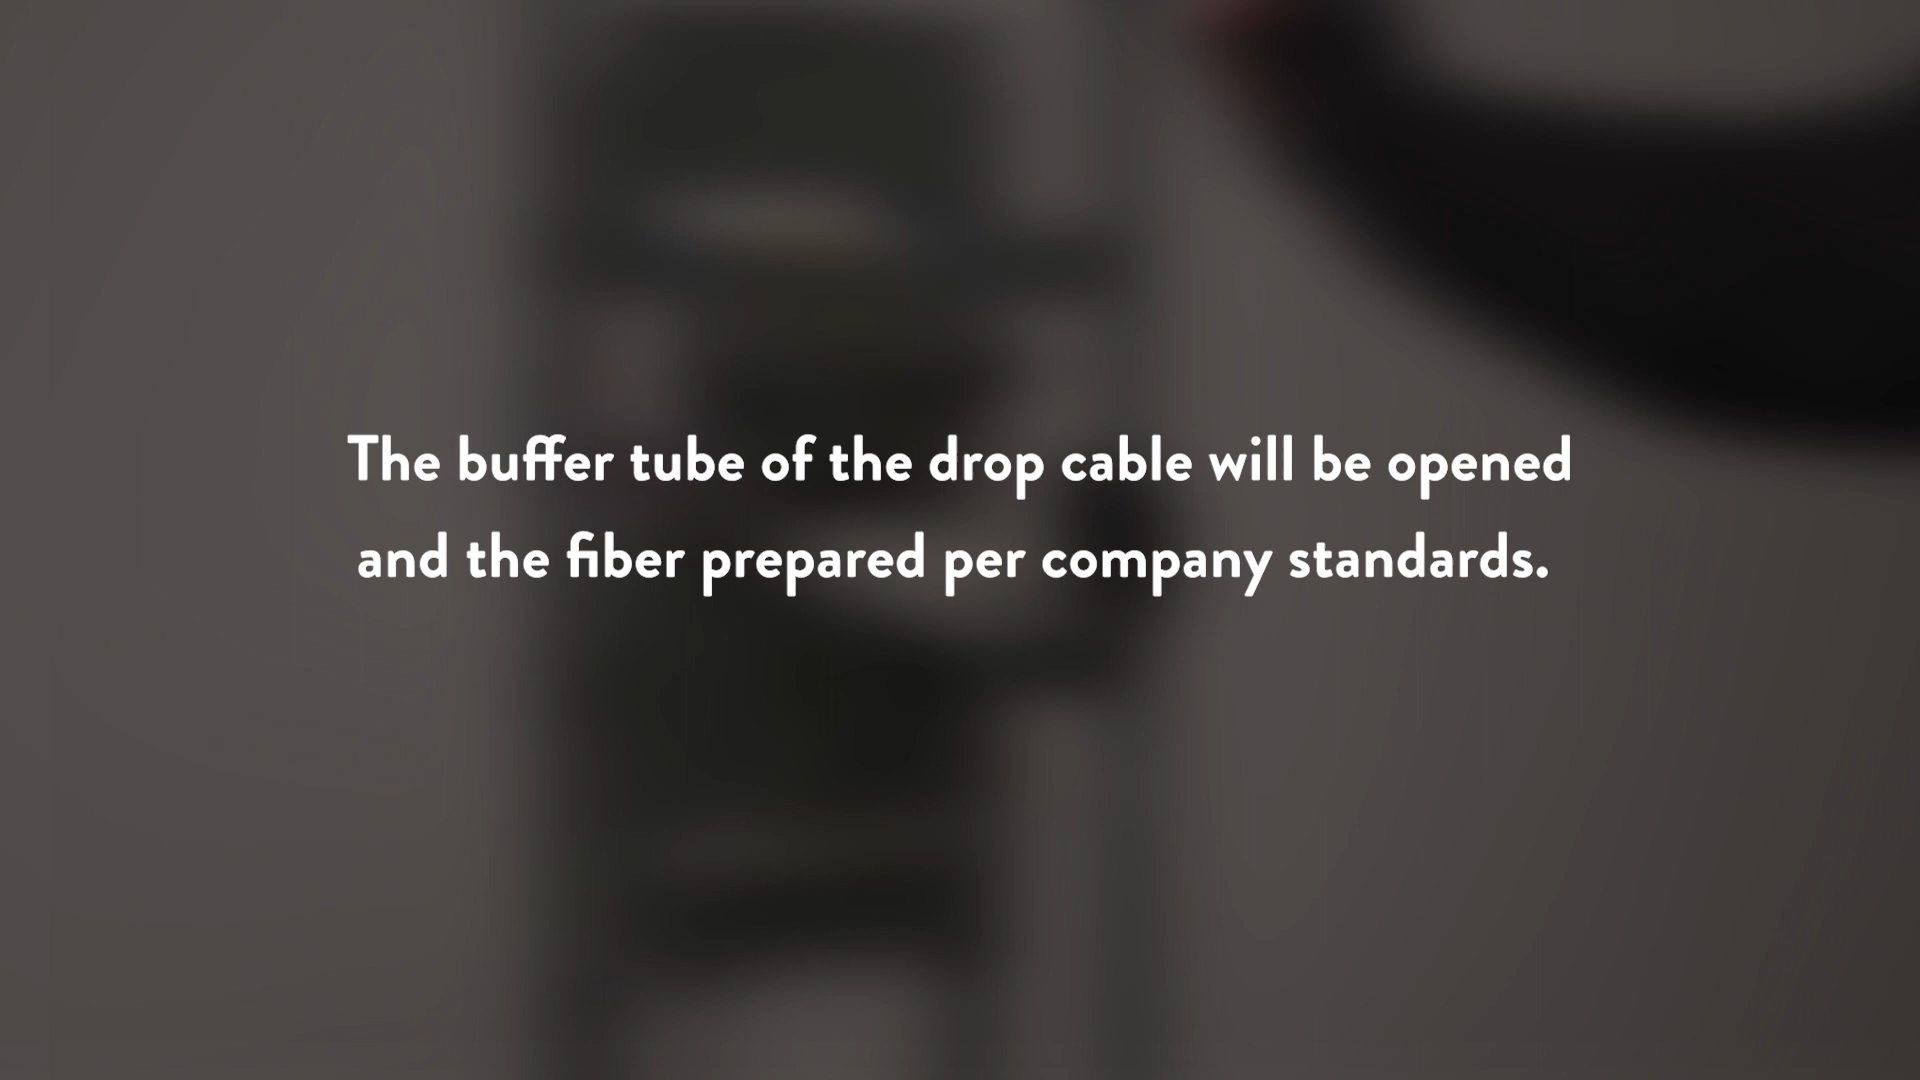 The buffer tube of the drop cable will be opened
and the fiber prepared per company standards.